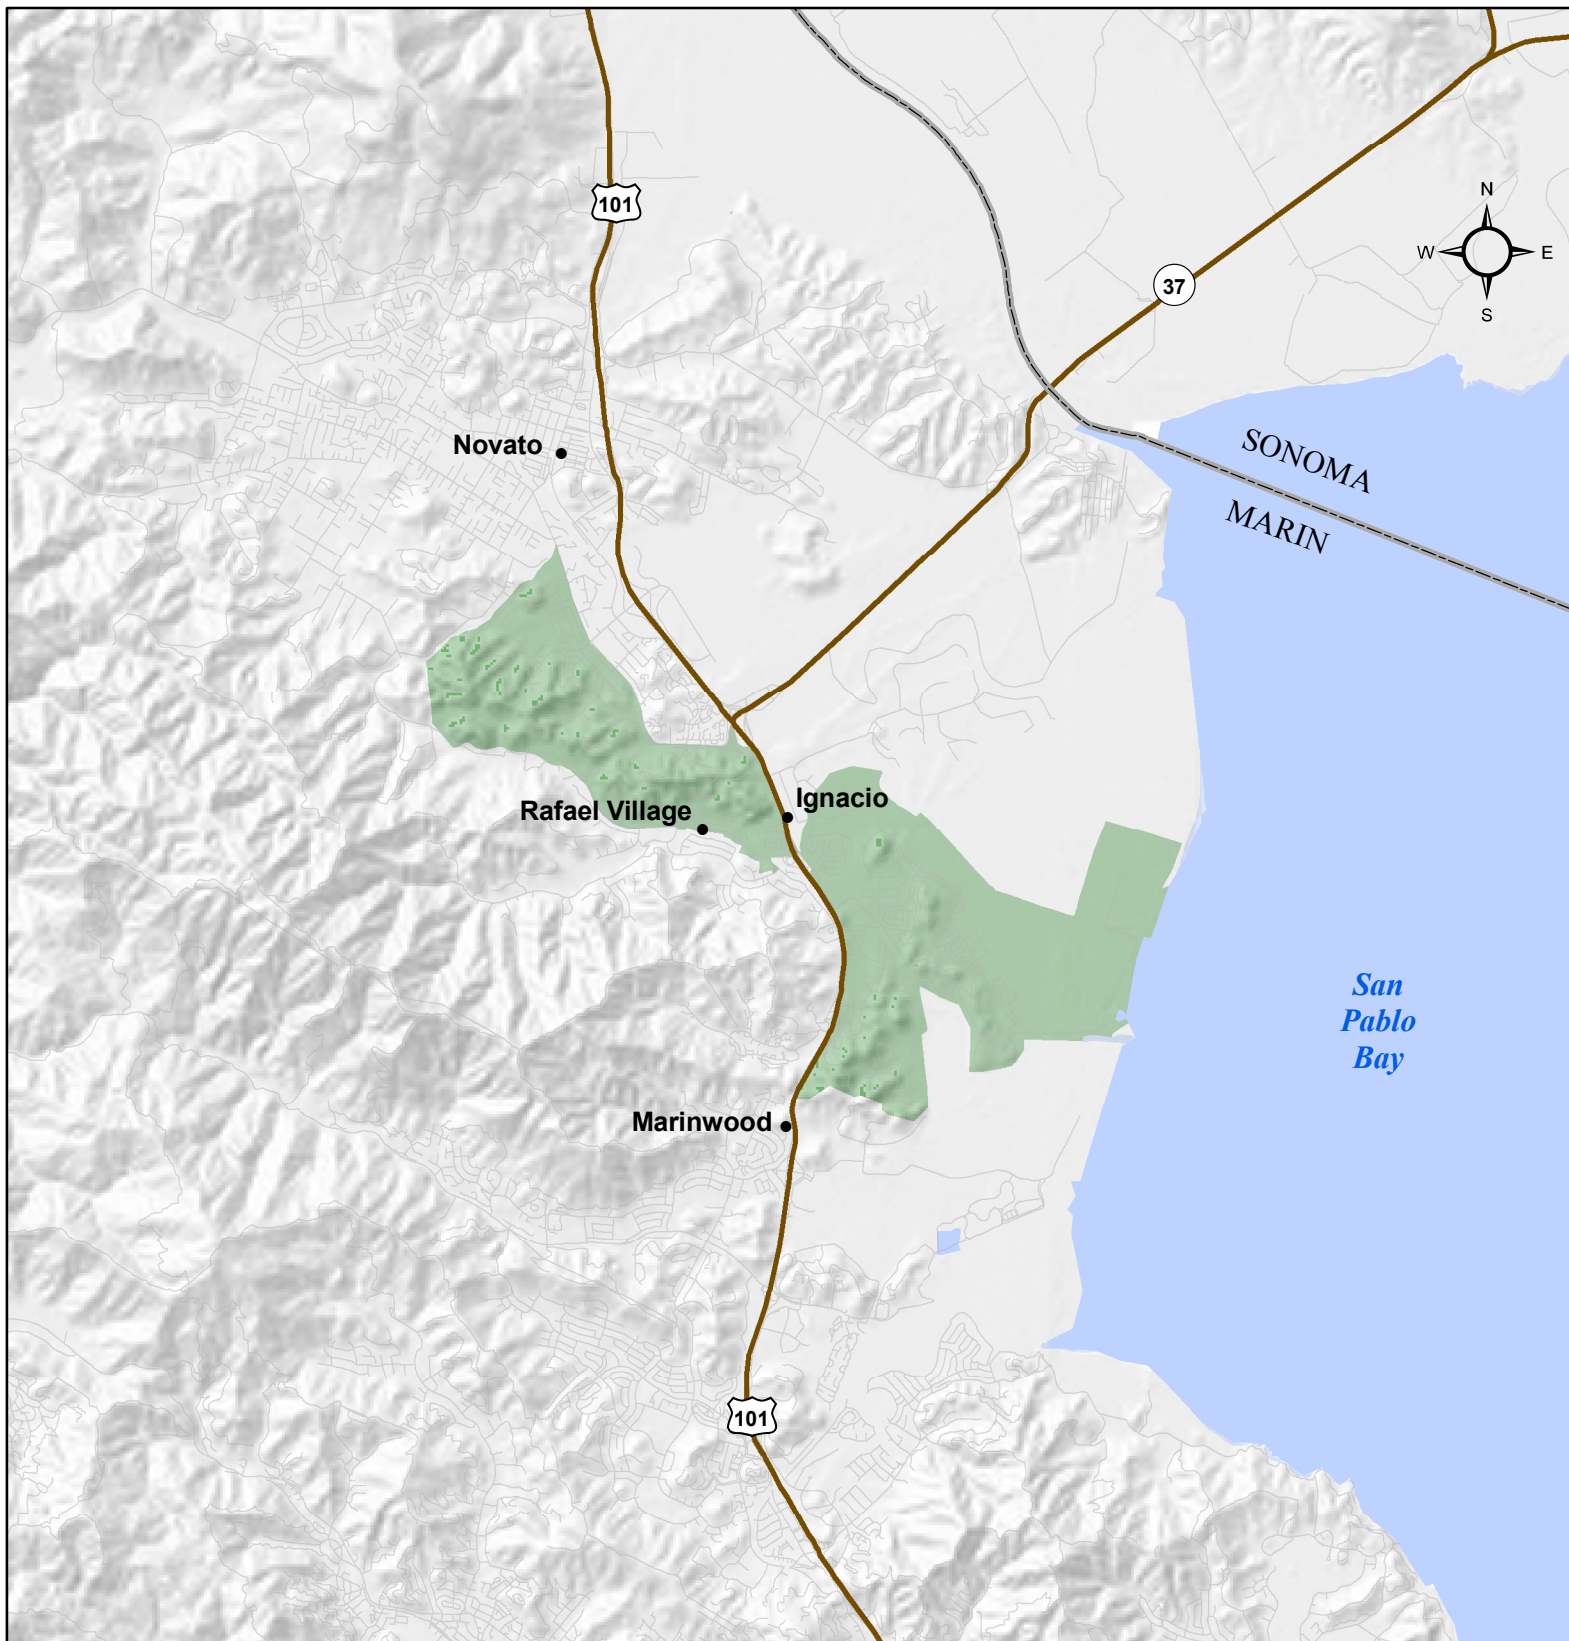 101
N
W
E
S
37
Novato
SONOMA
MARIN
Ignacio
Rafael Village
San
Pablo
Bay
Marinwood
101